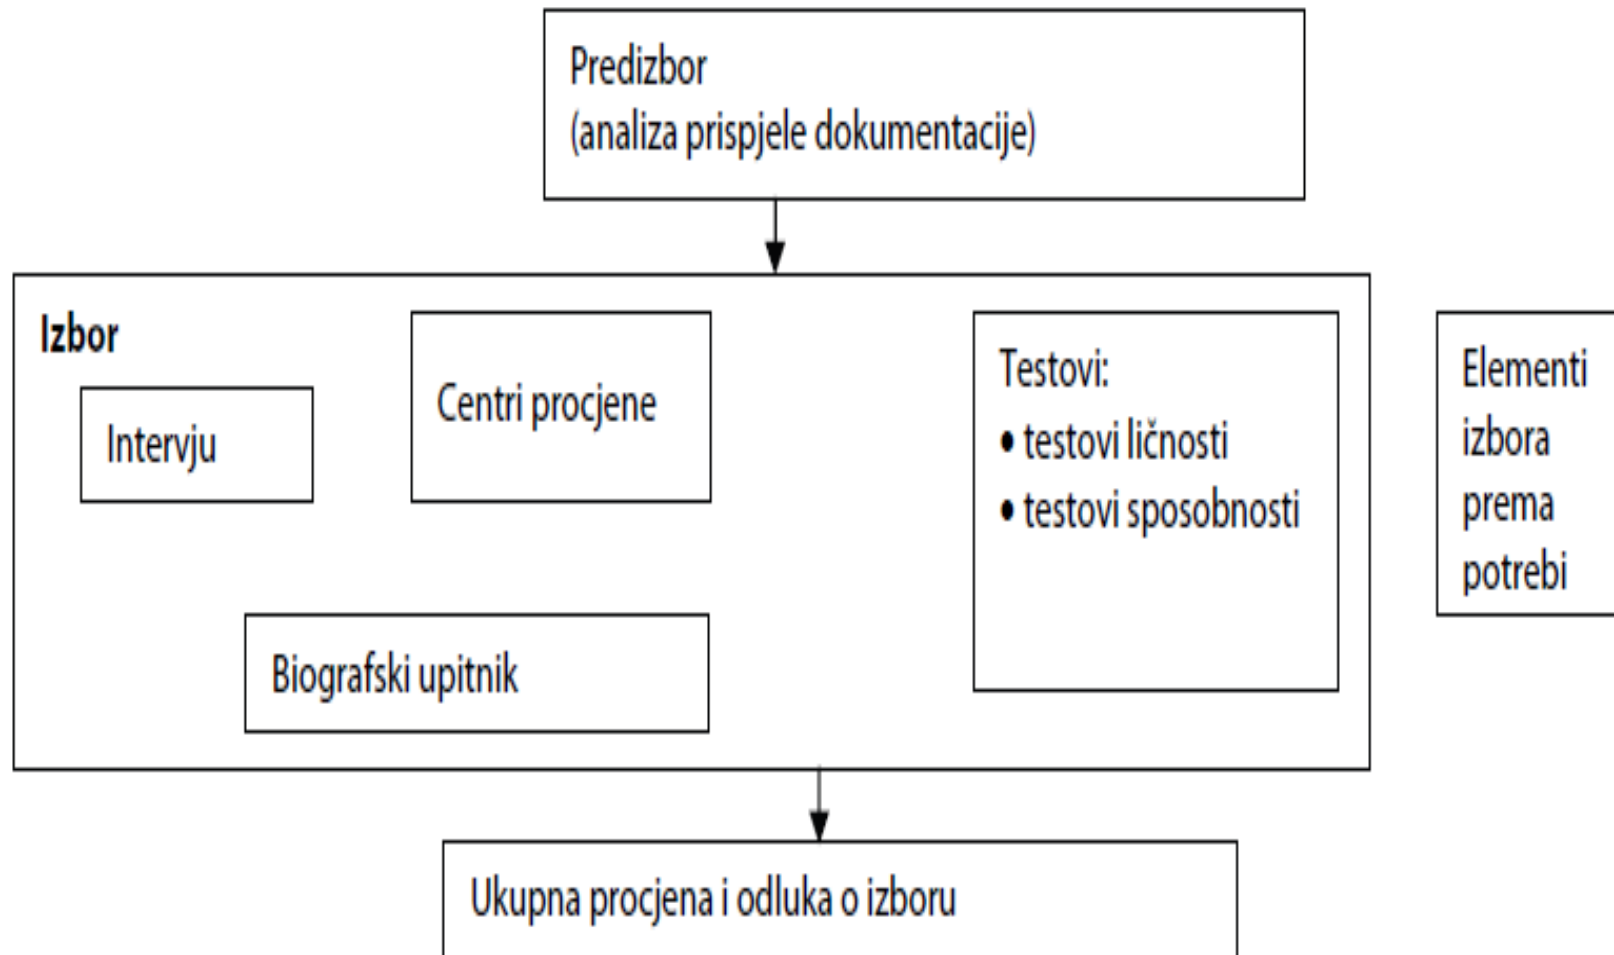 Predizbor
(analiza prispjele dokumentacije)
Izbor
Intervju
Centri procjene
Biografski upitnik
Testovi:
• testovi ličnosti
• testovi sposobnosti
Elementi
izbora
prema
potrebi
Ukupna procjena i odluka o izboru